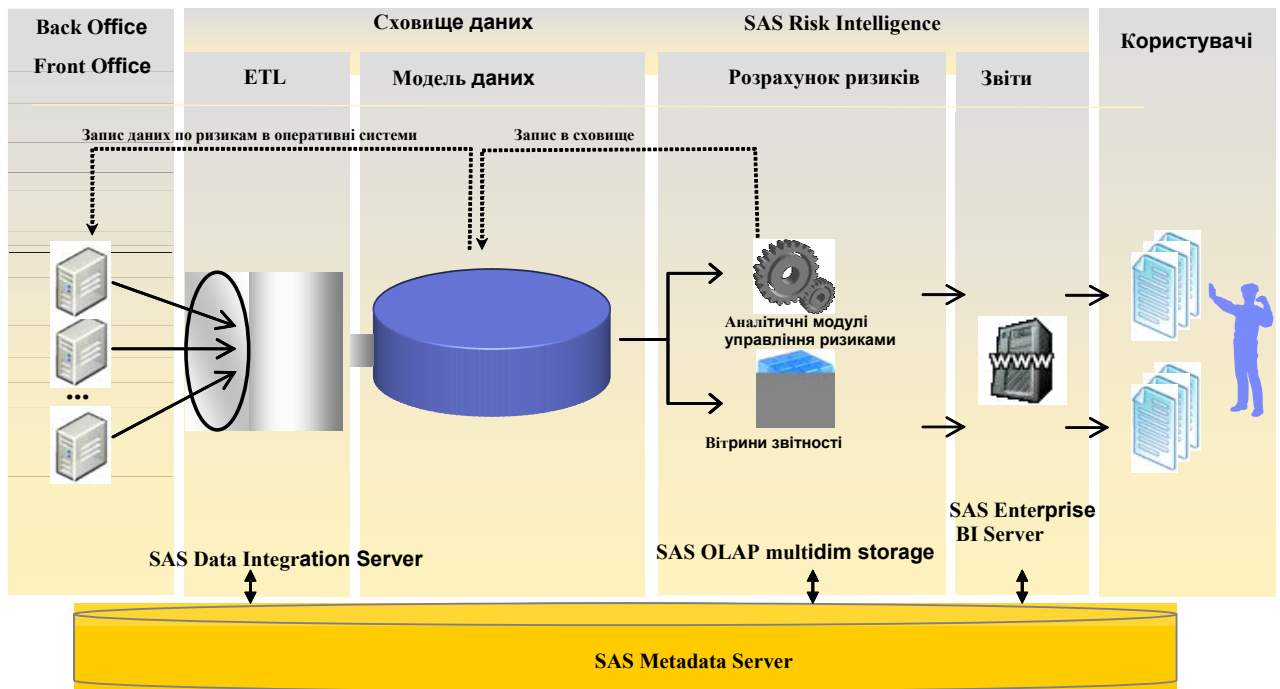 Back Office
Front Office
Сховище даних
SAS Risk Intelligence
Користувачі
ETL
Модель даних
Розрахунок ризиків
Звіти
Запис даних по ризикам в оперативні системи
Запис в сховище
Аналітичні модулі
управління ризиками
www
...
Вітрини звітності
SAS Data Integration Server
SAS OLAP multidim storage
SAS Enterprise
BI Server
SAS Metadata Server